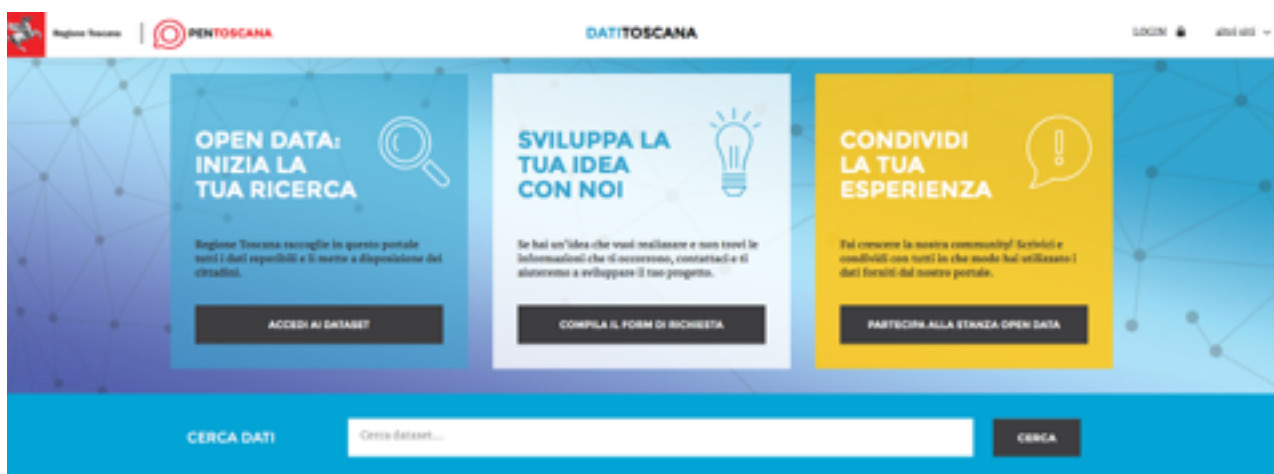 Regione Toscana
PENTOSCANA
DATITOSCANA
LOGIN
altri siti
OPEN DATA:
INIZIA LA
TUA RICERCA
Regione Toscana raccoglie in questo portale
tutti i dati reperibili e li mette a disposizione dei
cittadini.
ACCEDI AI DATASET
SVILUPPA LA
TUA IDEA
CON NOI
Se hai un'idea che vuoi realizzare e non trovi le
informazioni che ti occorrono, contattaci e ti
aiuteremo a sviluppare il tuo progetto.
COMPILA IL FORM DI RICHIESTA
CONDIVIDI
LA TUA
ESPERIENZA
Fai crescere la nostra community! Scrivici e
condividi con tutti in che modo hai utilizzato i
dati forniti dal nostro portale.
PARTECIPA ALLA STANZA OPEN DATA
CERCA DATI
Cerca dataset...
CERCA